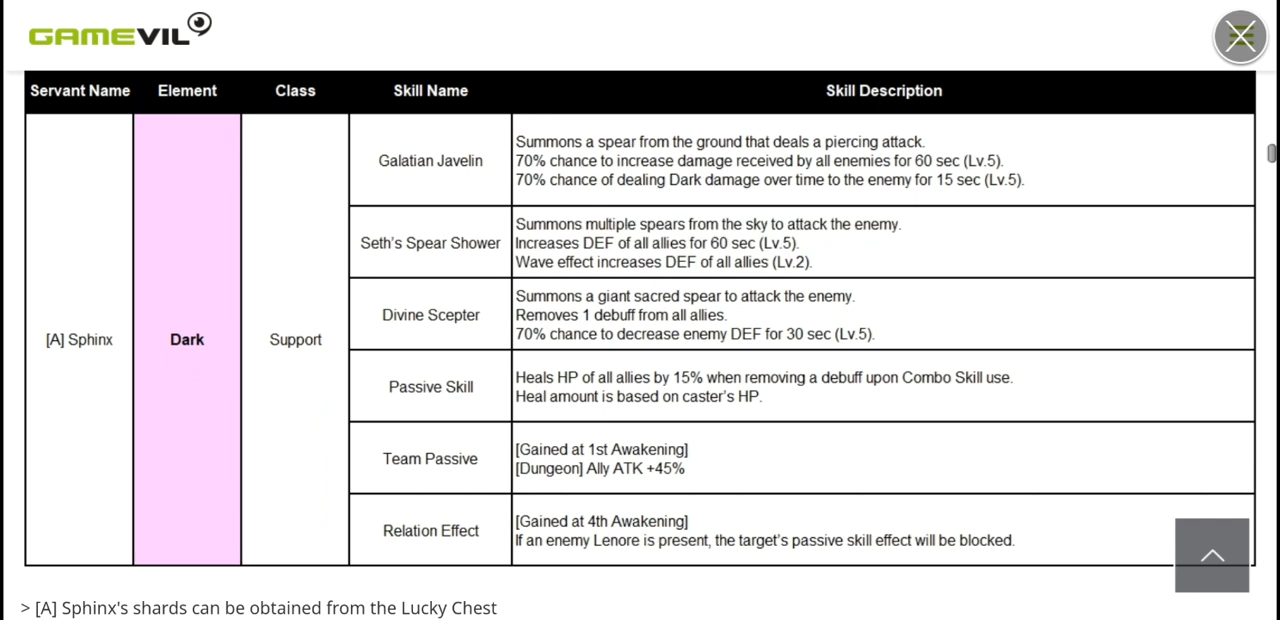 GAMEVIL
Servant Name Element Class Skill Name Skill Description
[A] Sphinx
Dark
Support
Galatian Javelin
Summons a spear from the ground that deals a piercing attack.
70% chance to increase damage received by all enemies for 60 sec (Lv.5).
70% chance of dealing Dark damage over time to the enemy for 15 sec (Lv.5).
Seth's Spear Shower
Summons multiple spears from the sky to attack the enemy.
Increases DEF of all allies for 60 sec (Lv.5).
Wave effect increases DEF of all allies (Lv.2).
Divine Scepter
Summons a giant sacred spear to attack the enemy.
Removes 1 debuff from all allies.
70% chance to decrease enemy DEF for 30 sec (Lv.5).
Passive Skill
Heals HP of all allies by 15% when removing a debuff upon Combo Skill use.
Heal amount is based on caster's HP.
Team Passive
[Gained at 1st Awakening]
[Dungeon] Ally ATK +45%
Relation Effect
[Gained at 4th Awakening]
If an enemy Lenore is present, the target's passive skill effect will be blocked.
> [A] Sphinx's shards can be obtained from the Lucky Chest